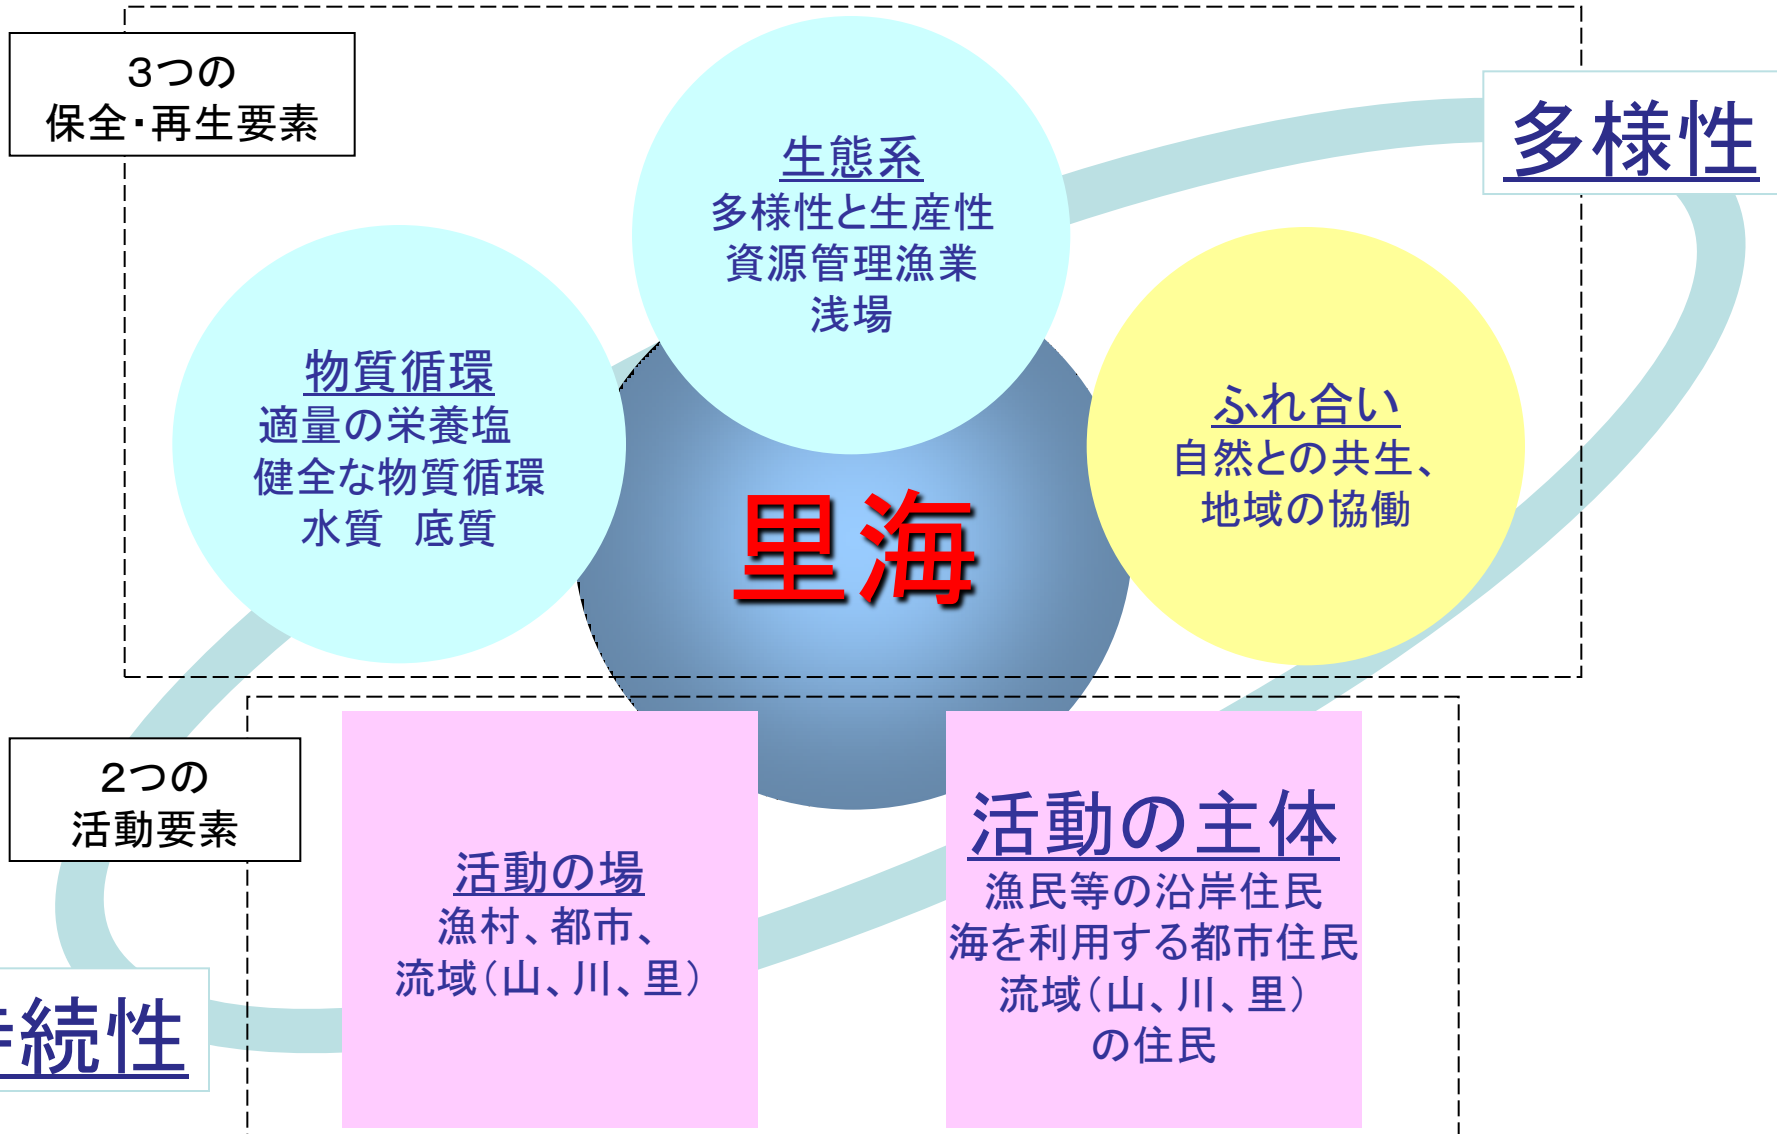 3つの
保全・再生要素
多様性
生態系
多様性と生産性
資源管理漁業
浅場
物質循環
適量の栄養塩
健全な物質循環
水質　底質
ふれ合い
自然との共生、
地域の協働
里海
2つの
活動要素
活動の場
漁村、都市、
流域(山、川、里)
活動の主体
漁民等の沿岸住民
海を利用する都市住民
流域(山、川、里)
の住民
続性